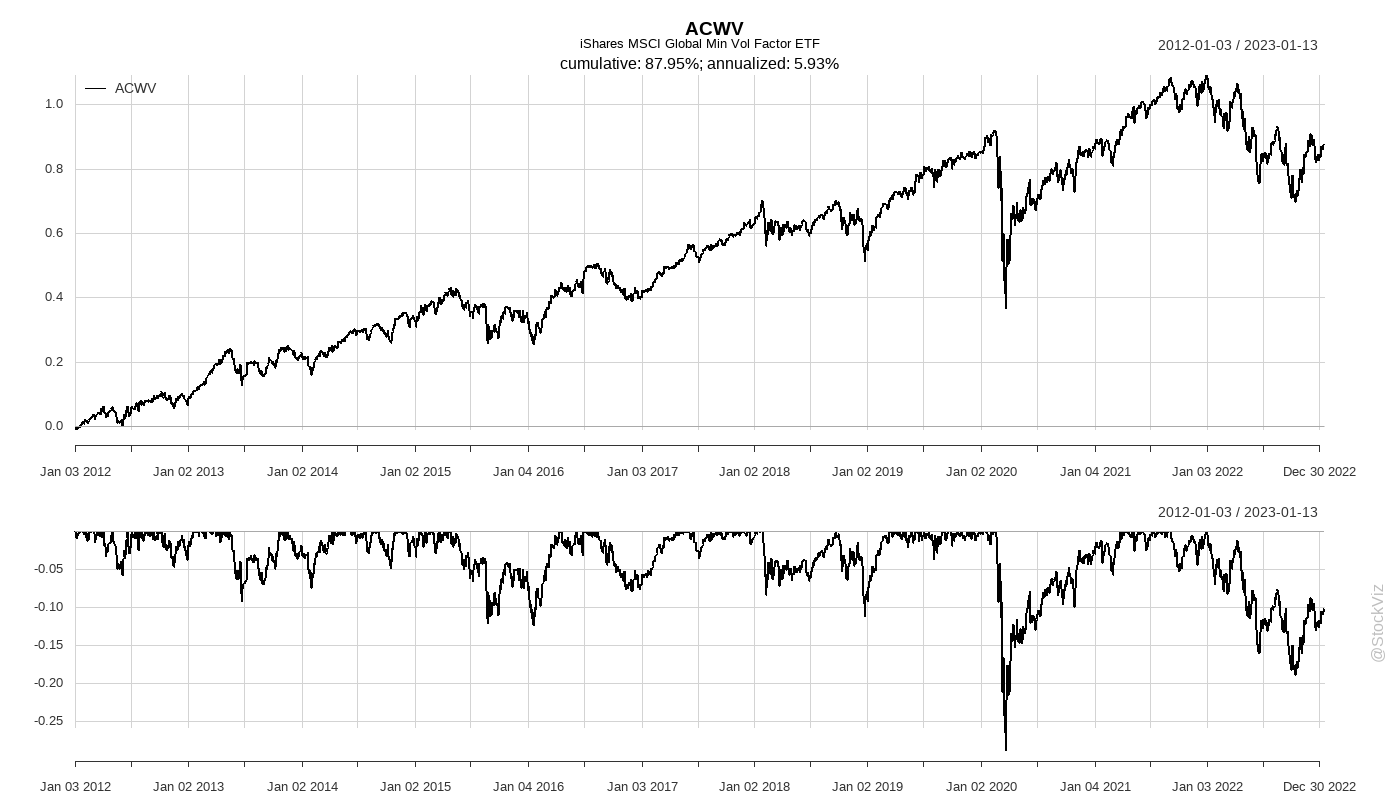 ACWV
iShares MSCI Global Min Vol Factor ETF
2012-01-03 / 2023-01-13
cumulative: 87.95%; annualized: 5.93%
ACWV
1.0
0.8
0.6
0.4
0.2
0.0
Jan 03 2012 Jan 02 2013 Jan 02 2014 Jan 02 2015 Jan 04 2016 Jan 03 2017 Jan 02 2018 Jan 02 2019 Jan 02 2020 Jan 04 2021 Jan 03 2022 Dec 30 2022
2012-01-03 / 2023-01-13
-0.05
-0.10
-0.15
-0.20
-0.25
Jan 03 2012 Jan 02 2013 Jan 02 2014 Jan 02 2015 Jan 04 2016 Jan 03 2017 Jan 02 2018 Jan 02 2019 Jan 02 2020 Jan 04 2021 Jan 03 2022 Dec 30 2022
@StockViz